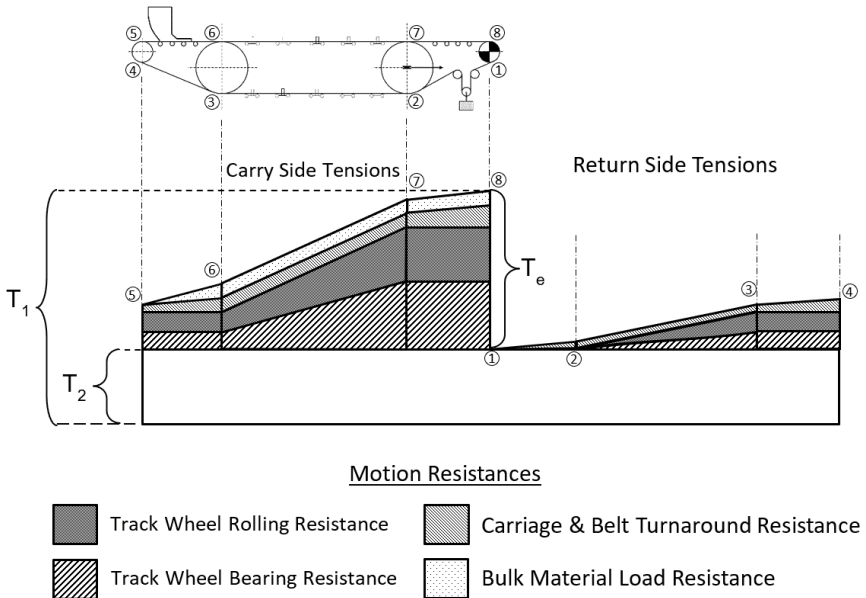 ⑤ ⑥ ⑦ ⑧
④ ③ ② ①
Carry Side Tensions
Return Side Tensions
⑦ ⑧
⑥
⑤
T₁
Tₑ
③ ④
① ②
T₂
Motion Resistances
Track Wheel Rolling Resistance
Carriage & Belt Turnaround Resistance
Track Wheel Bearing Resistance
Bulk Material Load Resistance